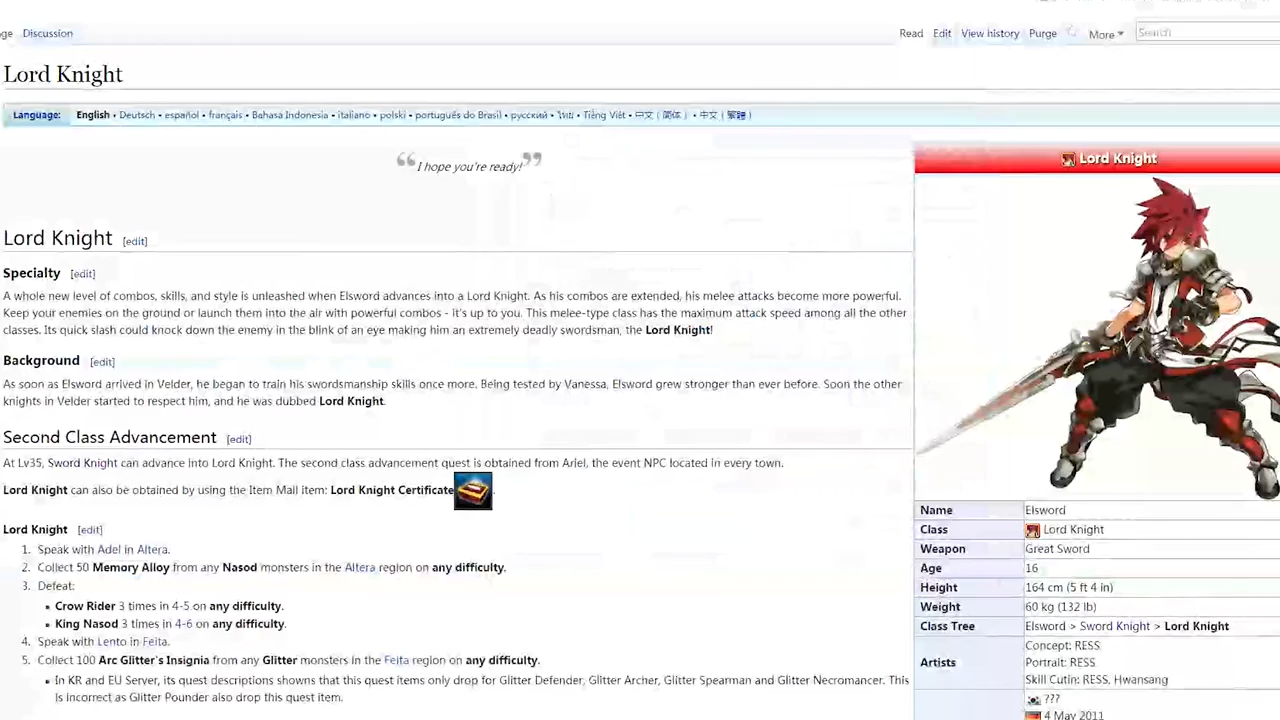 Discussion
Read Edit View history Purge More Search
Lord Knight
Language: English • Deutsch • español • français • Bahasa Indonesia • italiano • polski • português do Brasil • русский • ไทย • Tiếng Việt • 中文（简体） • 中文（繁體）
“I hope you're ready!”
Lord Knight
Lord Knight [edit]
Specialty [edit]
A whole new level of combos, skills, and style is unleashed when Elsword advances into a Lord Knight. As his combos are extended, his melee attacks become more powerful.
Keep your enemies on the ground or launch them into the air with powerful combos - it's up to you. This melee-type class has the maximum attack speed among all the other
classes. Its quick slash could knock down the enemy in the blink of an eye making him an extremely deadly swordsman, the Lord Knight!
Background [edit]
As soon as Elsword arrived in Velder, he began to train his swordsmanship skills once more. Being tested by Vanessa, Elsword grew stronger than ever before. Soon the other
knights in Velder started to respect him, and he was dubbed Lord Knight.
Second Class Advancement [edit]
At Lv35, Sword Knight can advance into Lord Knight. The second class advancement quest is obtained from Ariel, the event NPC located in every town.
Lord Knight can also be obtained by using the Item Mall item: Lord Knight Certificate .
Lord Knight [edit]
1. Speak with Adel in Altera.
2. Collect 50 Memory Alloy from any Nasod monsters in the Altera region on any difficulty.
3. Defeat:
▪ Crow Rider 3 times in 4-5 on any difficulty.
▪ King Nasod 3 times in 4-6 on any difficulty.
4. Speak with Lento in Feita.
5. Collect 100 Arc Glitter's Insignia from any Glitter monsters in the Feita region on any difficulty.
▪ In KR and EU Server, its quest descriptions shows that this quest items only drop for Glitter Defender, Glitter Archer, Glitter Spearman and Glitter Necromancer. This
is incorrect as Glitter Pounder also drop this quest item.
Name Elsword
Class Lord Knight
Weapon Great Sword
Age 16
Height 164 cm (5 ft 4 in)
Weight 60 kg (132 lb)
Class Tree Elsword > Sword Knight > Lord Knight
Artists Concept: RESS
Portrait: RESS
Skill Cutin: RESS, Hwansang
???
4 May 2011